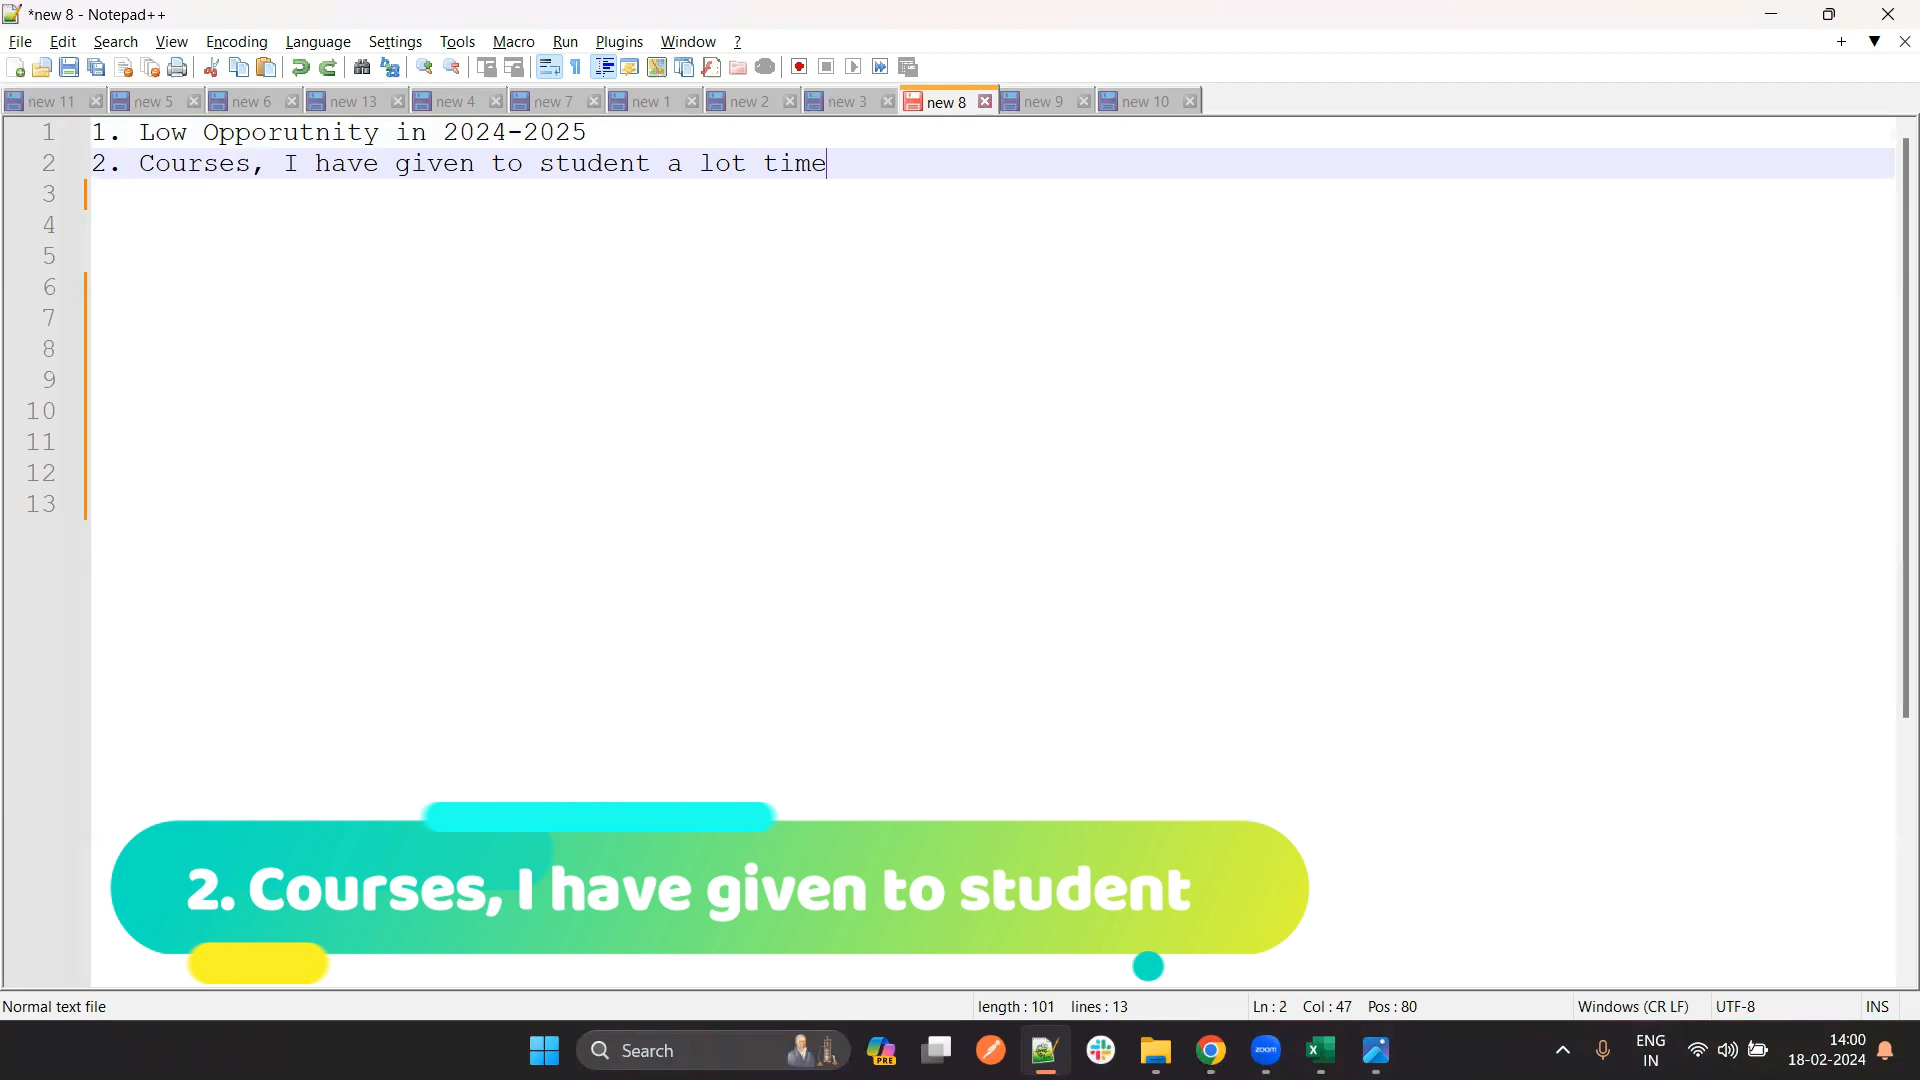 *new 8 - Notepad++
File Edit Search View Encoding Language Settings Tools Macro Run Plugins Window ?
new 11 new 5 new 6 new 13 new 4 new 7 new 1 new 2 new 3 new 8 new 9 new 10
1 1. Low Opporutnity in 2024-2025
2 2. Courses, I have given to student a lot time
3
4
5
6
7
8
9
10
11
12
13
2. Courses, I have given to student
Normal text file length : 101 lines : 13 Ln : 2 Col : 47 Pos : 80 Windows (CR LF) UTF-8 INS
Search PRE zoom ENG IN 14:00 18-02-2024